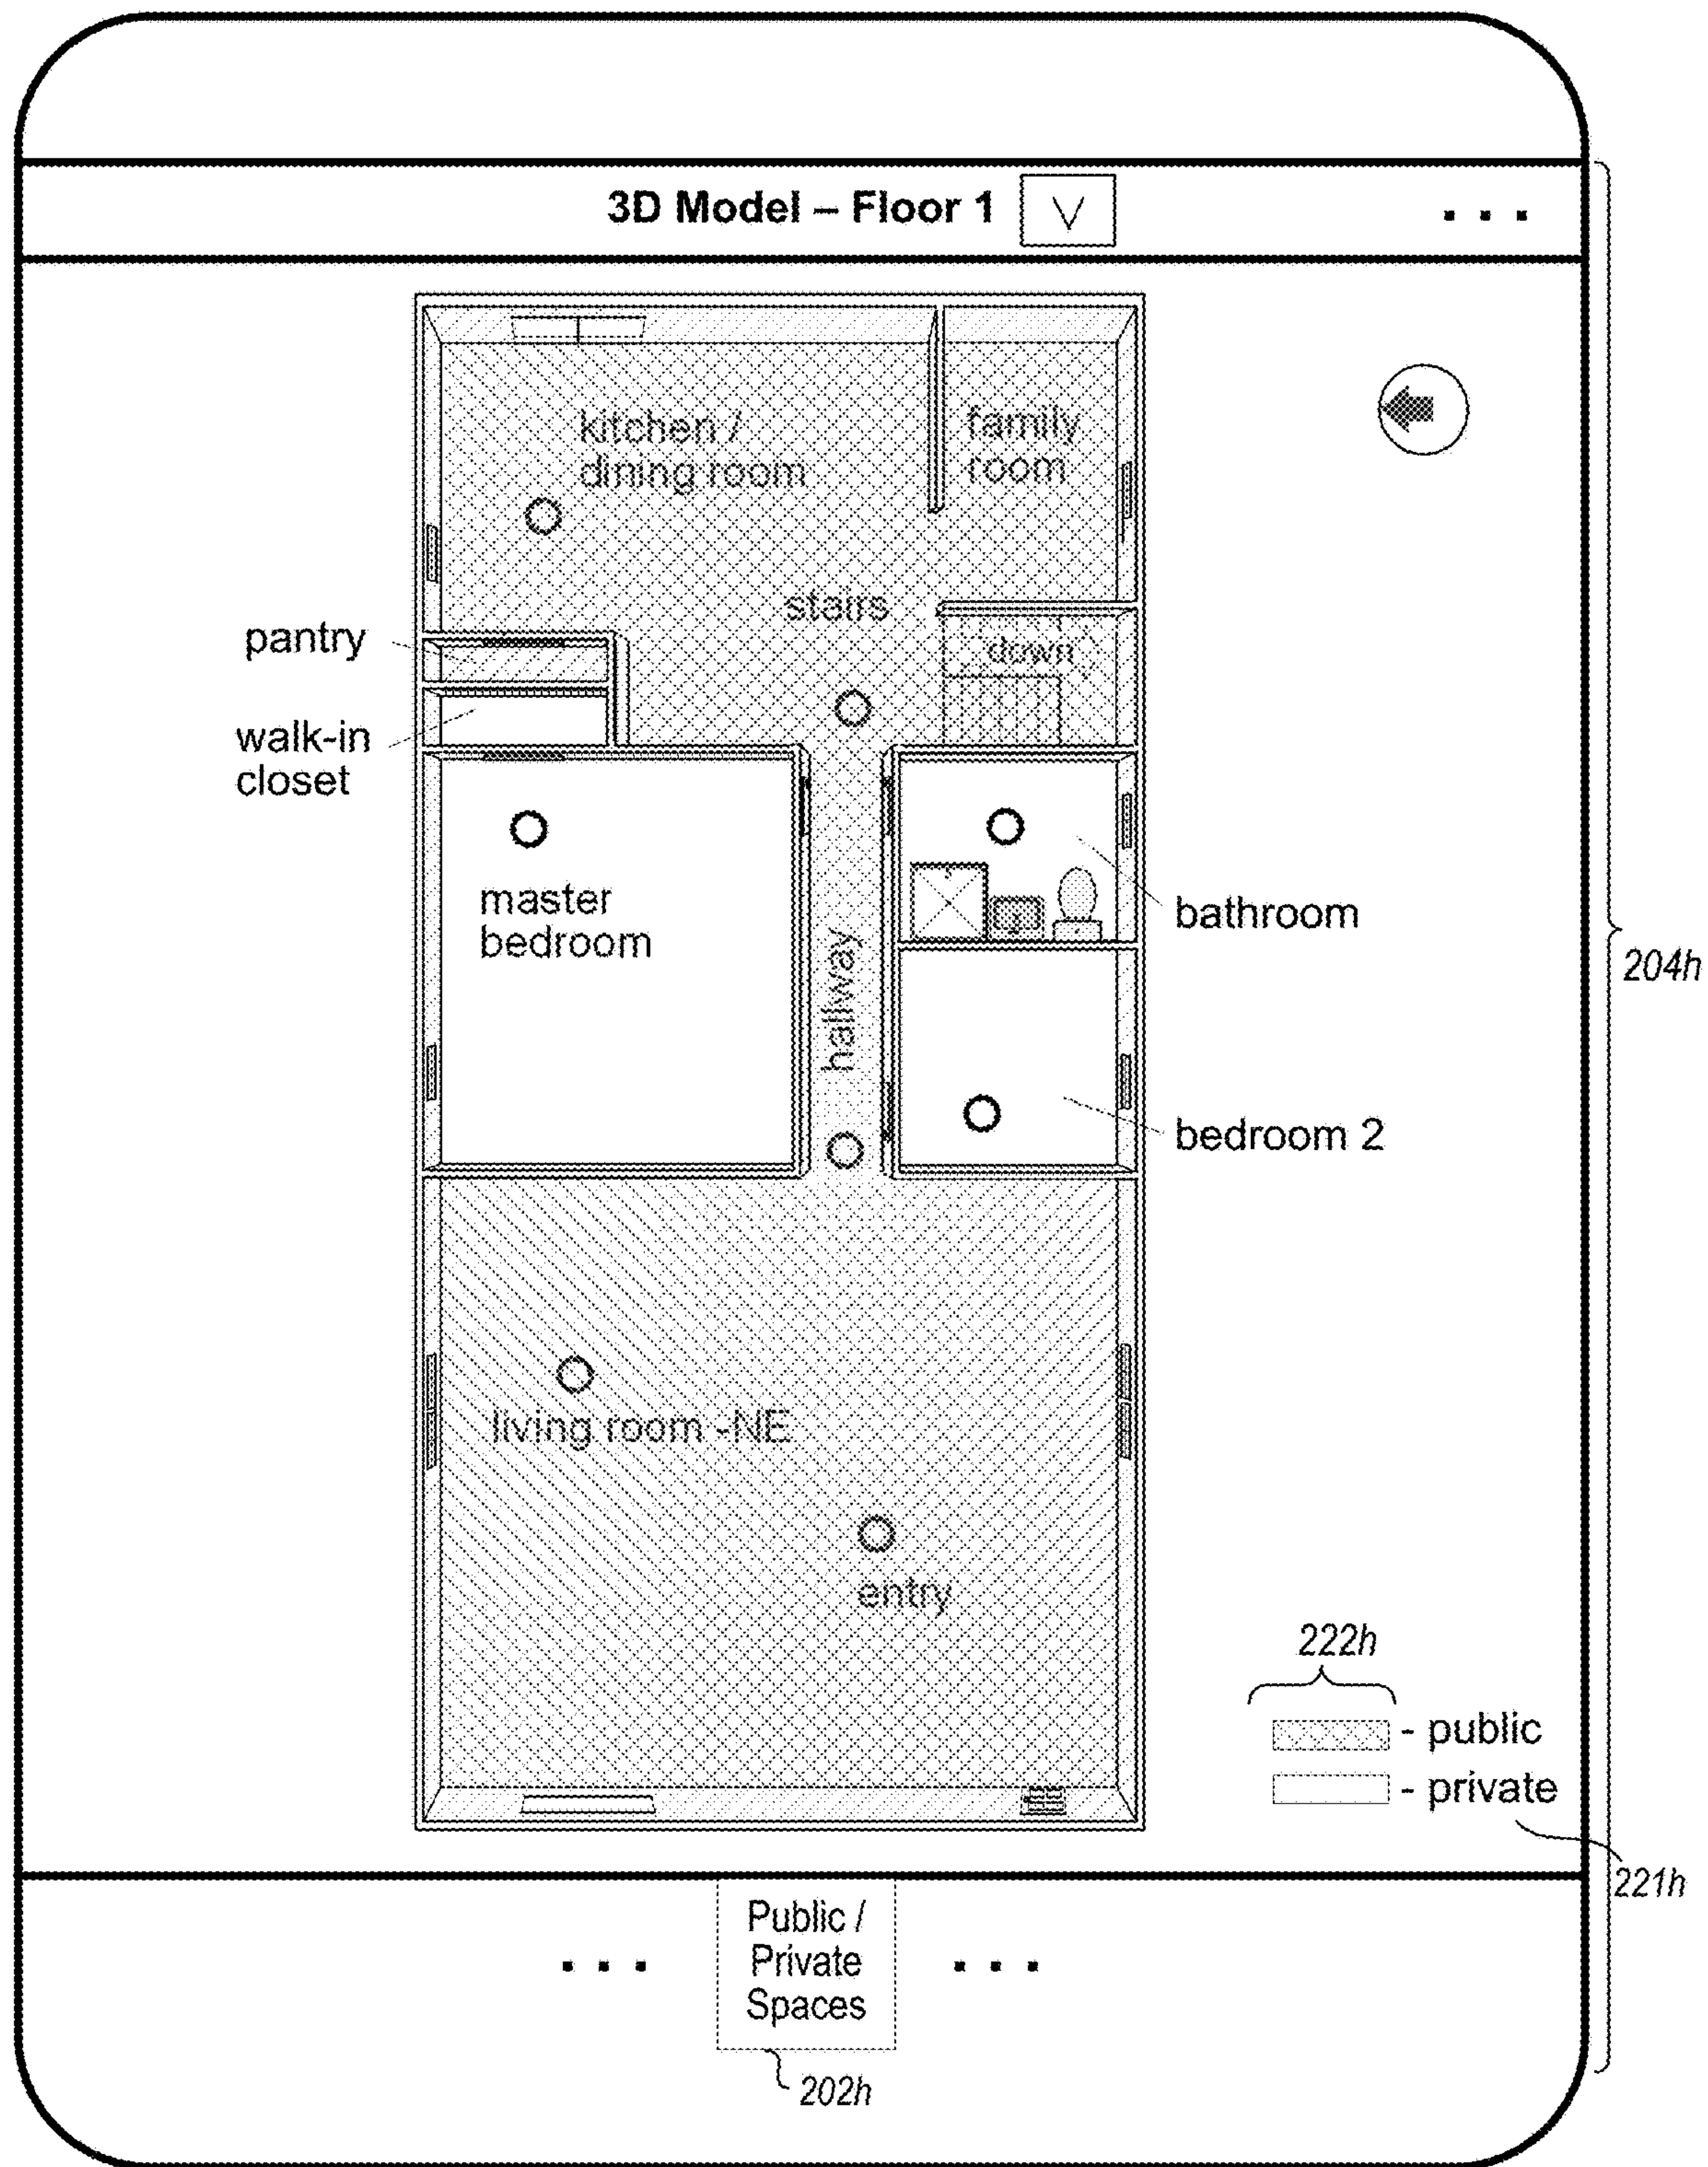 3D Model – Floor 1
V
. . .
kitchen /
dining room
family
room
stairs
pantry
down
walk-in
closet
master
bedroom
bathroom
hallway
204h
bedroom 2
living room -NE
entry
222h
- public
- private
221h
. . .
Public /
Private
Spaces
. . .
202h